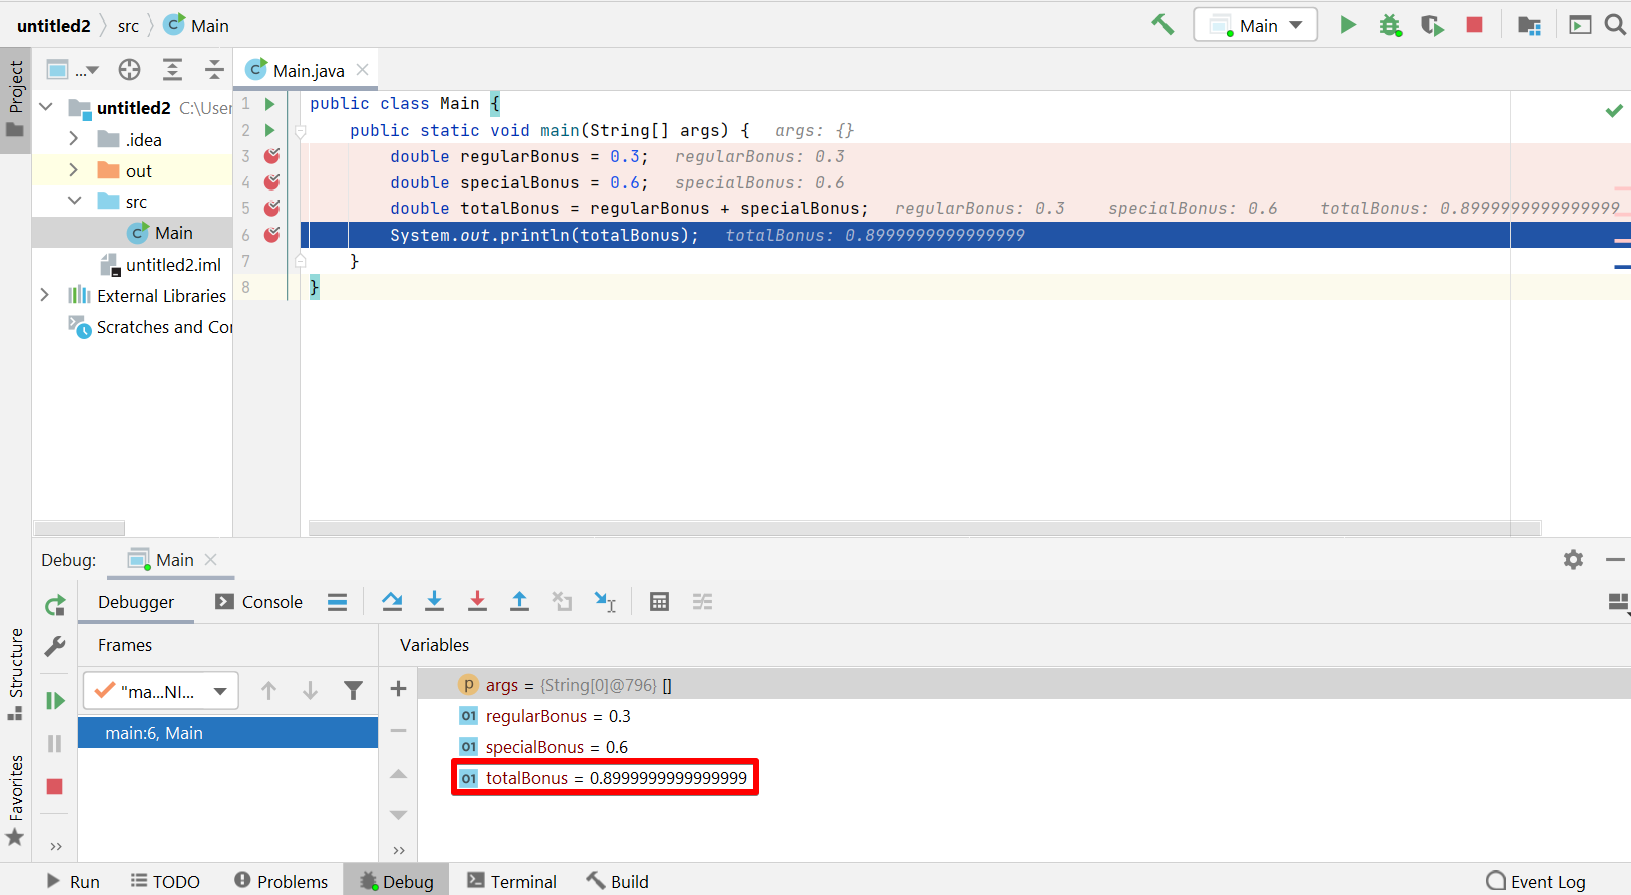 untitled2 src Main
Main
Project
...
Main.java
untitled2 C:\User
.idea
out
src
Main
untitled2.iml
External Libraries
Scratches and Co
1 public class Main {
2 public static void main(String[] args) { args: {}
3 double regularBonus = 0.3; regularBonus: 0.3
4 double specialBonus = 0.6; specialBonus: 0.6
5 double totalBonus = regularBonus + specialBonus; regularBonus: 0.3 specialBonus: 0.6 totalBonus: 0.8999999999999999
6 System.out.println(totalBonus); totalBonus: 0.8999999999999999
7 }
8 }
Debug: Main
Debugger Console
Structure
Favorites
Frames
"ma...NI...
main:6, Main
Variables
args = {String[0]@796} []
regularBonus = 0.3
specialBonus = 0.6
totalBonus = 0.8999999999999999
Run TODO Problems Debug Terminal Build Event Log